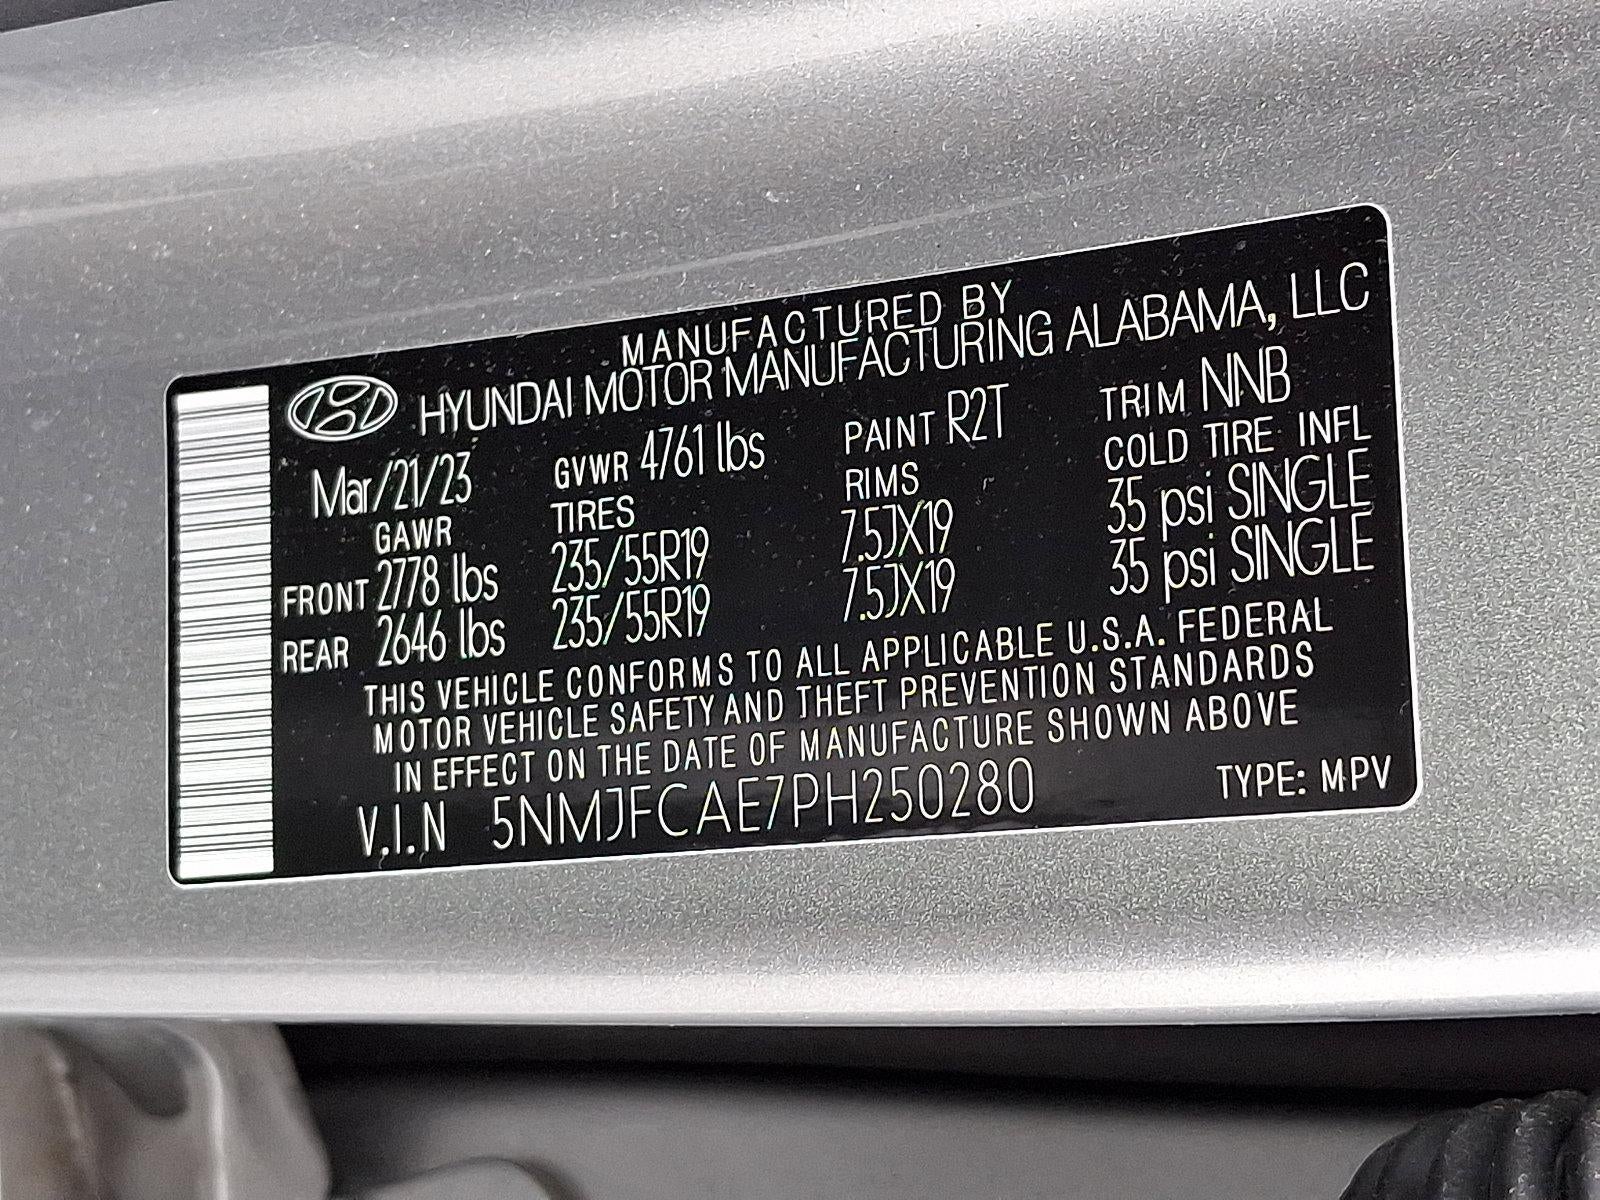 MANUFACTURED BY
HYUNDAI MOTOR MANUFACTURING ALABAMA, LLC
Mar/21/23 GVWR 4761 lbs PAINT R2T TRIM NNB
GAWR TIRES RIMS COLD TIRE INFL
FRONT 2778 lbs 235/55R19 7.5JX19 35 psi SINGLE
REAR 2646 lbs 235/55R19 7.5JX19 35 psi SINGLE
THIS VEHICLE CONFORMS TO ALL APPLICABLE U.S.A. FEDERAL
MOTOR VEHICLE SAFETY AND THEFT PREVENTION STANDARDS
IN EFFECT ON THE DATE OF MANUFACTURE SHOWN ABOVE
V.I.N 5NMJFCAE7PH250280 TYPE: MPV